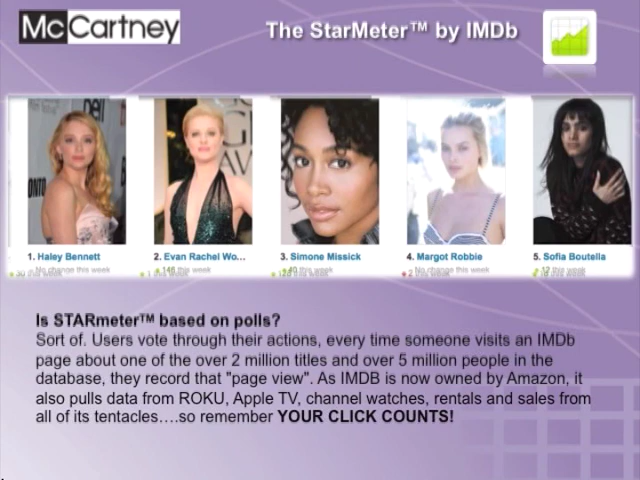 McCartney
The StarMeter™ by IMDb
1. Haley Bennett
2. Evan Rachel Wo...
3. Simone Missick
4. Margot Robbie
5. Sofia Boutella
No change this week
No change this week
Is STARmeter™ based on polls?
Sort of. Users vote through their actions, every time someone visits an IMDb
page about one of the over 2 million titles and over 5 million people in the
database, they record that "page view". As IMDB is now owned by Amazon, it
also pulls data from ROKU, Apple TV, channel watches, rentals and sales from
all of its tentacles….so remember YOUR CLICK COUNTS!